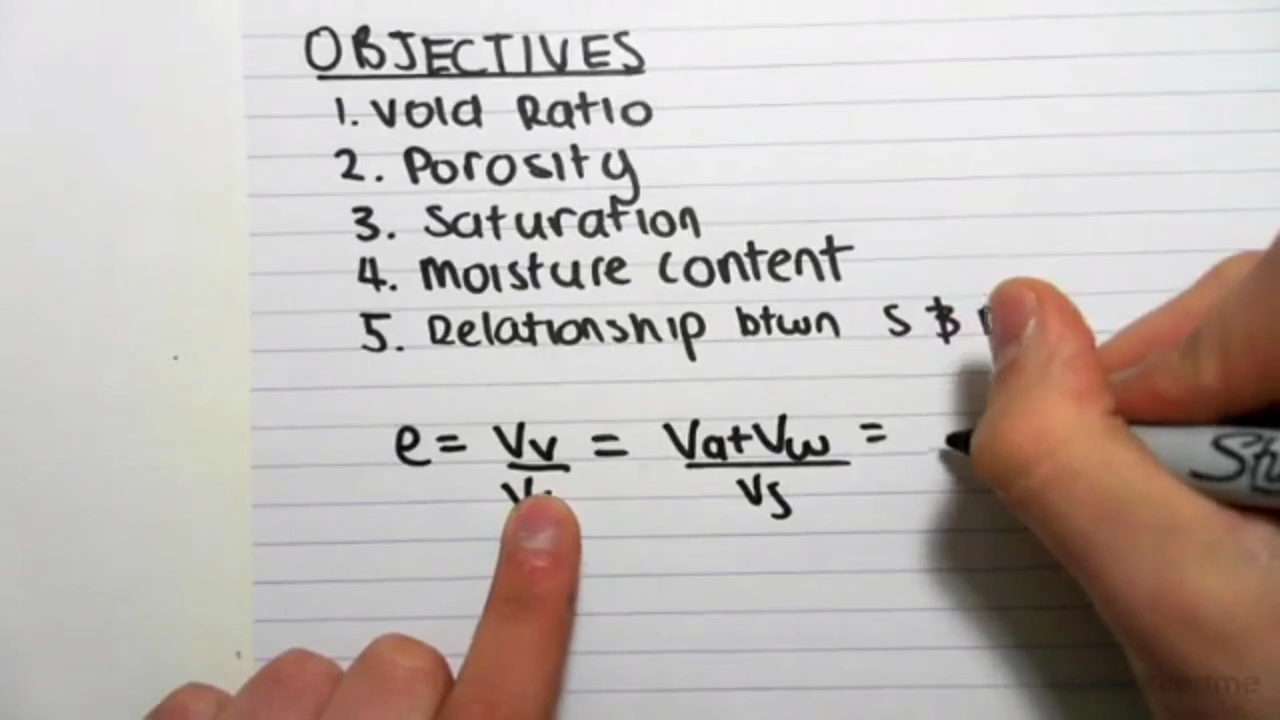 OBJECTIVES
1. Void Ratio
2. Porosity
3. Saturation
4. Moisture Content
5. Relationship btwn S &
e = Vv = Va+Vw =
Vs